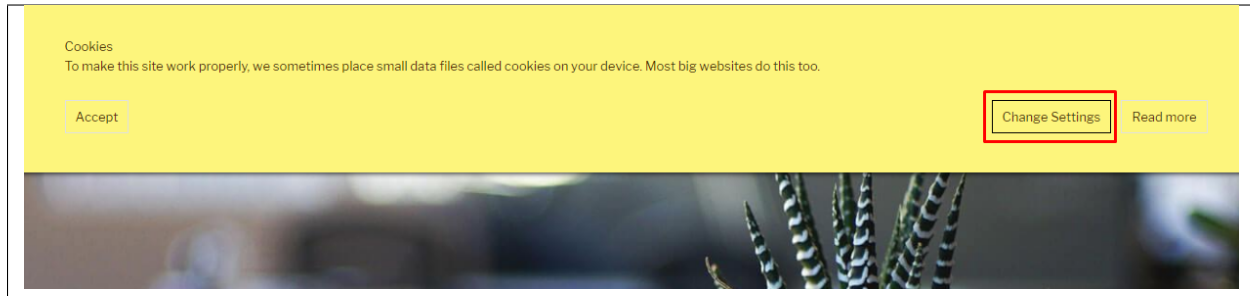 Cookies
To make this site work properly, we sometimes place small data files called cookies on your device. Most big websites do this too.
Accept
Change Settings
Read more